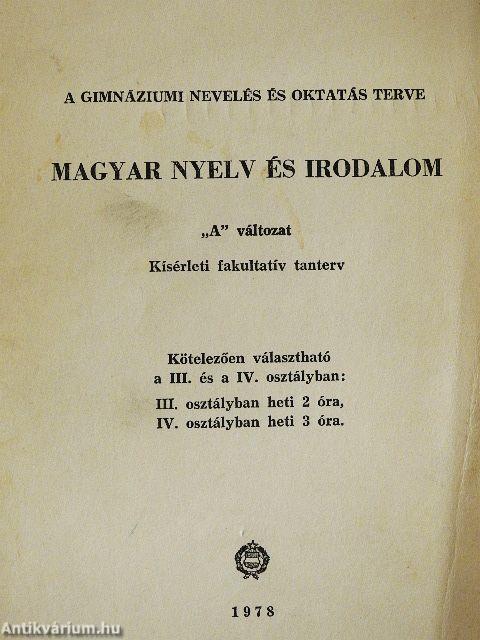 A GIMNÁZIUMI NEVELÉS ÉS OKTATÁS TERVE
MAGYAR NYELV ÉS IRODALOM
„A” változat
Kísérleti fakultatív tanterv
Kötelezően választható
a III. és a IV. osztályban:
III. osztályban heti 2 óra,
IV. osztályban heti 3 óra.
1978
Antikvárium.hu